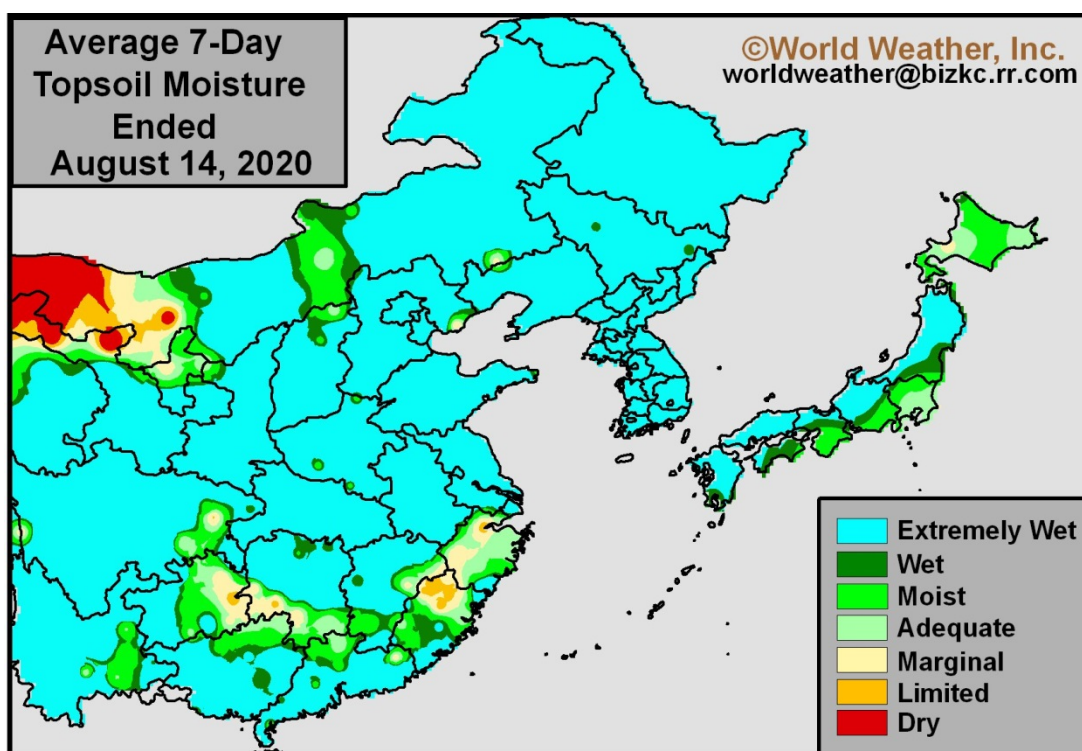 Average 7-Day
Topsoil Moisture
Ended
August 14, 2020
©World Weather, Inc.
worldweather@bizkc.rr.com
Extremely Wet
Wet
Moist
Adequate
Marginal
Limited
Dry